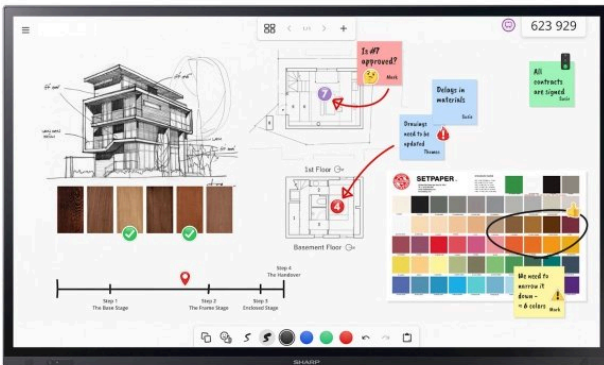 623 929
Is #7
approved?
Mark
7
All
contracts
are signed
Delays in
materials
Drawings
need to be
updated
Thomas
1st Floor
4
Basement Floor
SETPAPER
Step 4
The Handover
Step 1
The Base Stage
Step 2
The Frame Stage
Step 3
Enclosed Stage
We need to
narrow it
down -
≈ 6 colors
Mark
SHARP